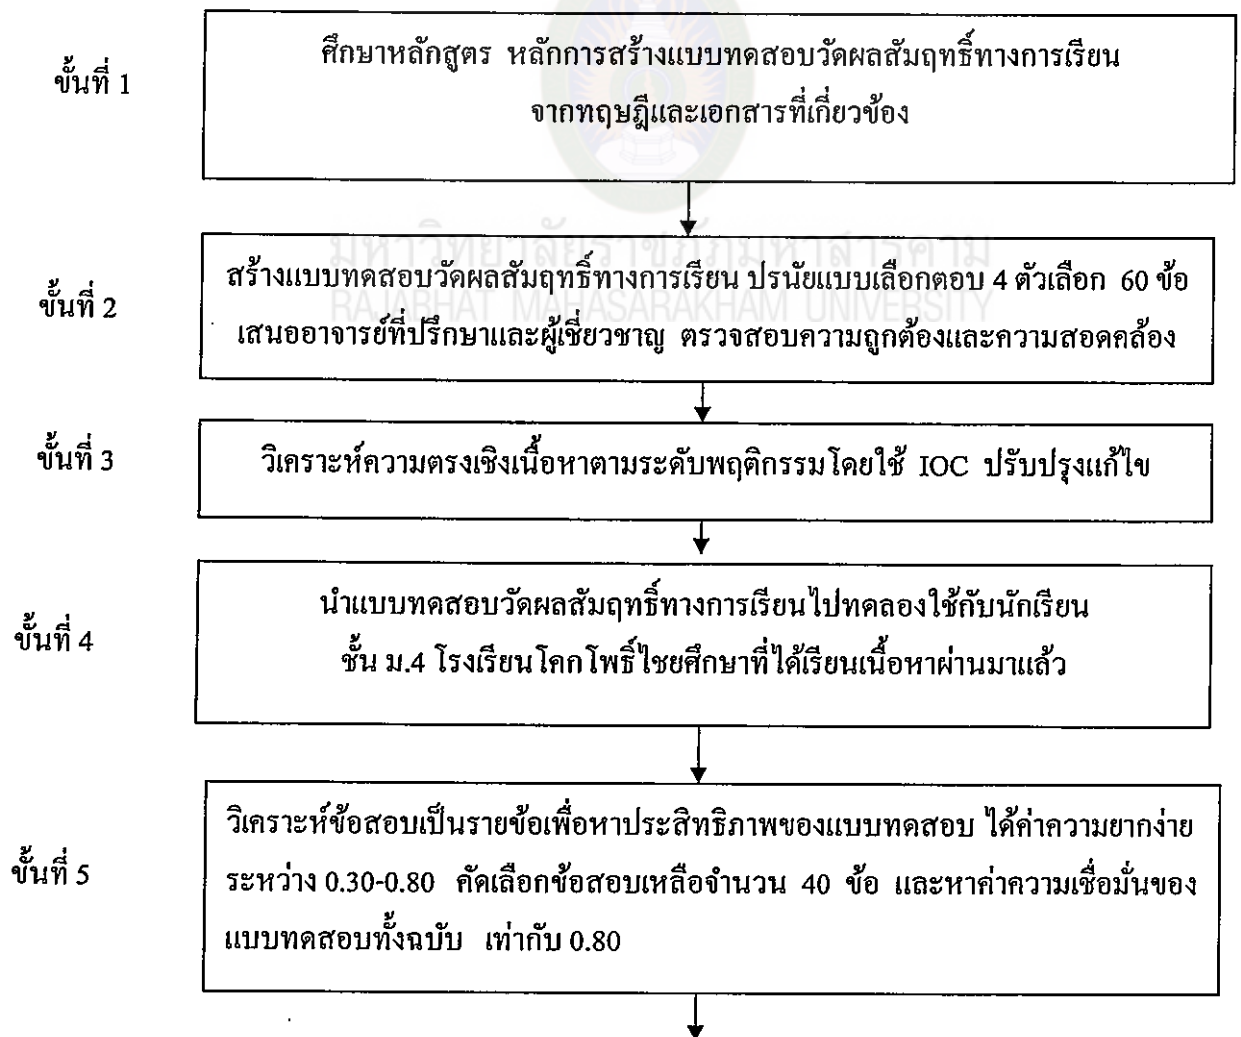 ขั้นที่ 1
ศึกษาหลักสูตร หลักการสร้างแบบทดสอบวัดผลสัมฤทธิ์ทางการเรียน
จากทฤษฎีและเอกสารที่เกี่ยวข้อง
มหาวิทยาลัยราชภัฏมหาสารคาม
RAJABHAT MAHASARAKHAM UNIVERSITY
ขั้นที่ 2
สร้างแบบทดสอบวัดผลสัมฤทธิ์ทางการเรียน ปรนัยแบบเลือกตอบ 4 ตัวเลือก 60 ข้อ
เสนออาจารย์ที่ปรึกษาและผู้เชี่ยวชาญ ตรวจสอบความถูกต้องและความสอดคล้อง
ขั้นที่ 3
วิเคราะห์ความตรงเชิงเนื้อหาตามระดับพฤติกรรมโดยใช้ IOC ปรับปรุงแก้ไข
ขั้นที่ 4
นำแบบทดสอบวัดผลสัมฤทธิ์ทางการเรียนไปทดลองใช้กับนักเรียน
ชั้น ม.4 โรงเรียนโคกโพธิ์ไชยศึกษาที่ได้เรียนเนื้อหาผ่านมาแล้ว
ขั้นที่ 5
วิเคราะห์ข้อสอบเป็นรายข้อเพื่อหาประสิทธิภาพของแบบทดสอบ ได้ค่าความยากง่าย
ระหว่าง 0.30-0.80 คัดเลือกข้อสอบเหลือจำนวน 40 ข้อ และหาค่าความเชื่อมั่นของ
แบบทดสอบทั้งฉบับ เท่ากับ 0.80